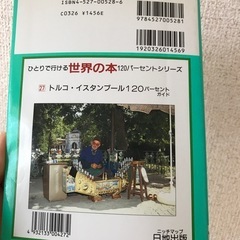 ISBN4-527-00528-6
C0326 ¥1456E
9784527005281
1920326014569
ひとりで行ける世界の本120パーセントシリーズ
27 トルコ・イスタンブール120パーセント
ガイド
4932133004272
ニッチマップ
日地出版